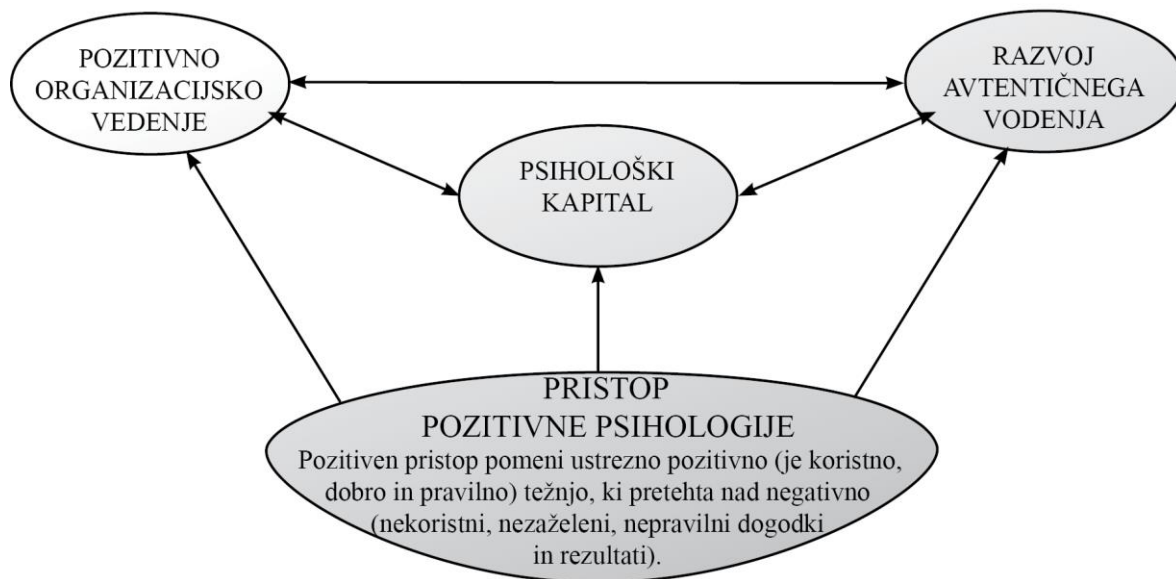 POZITIVNO
ORGANIZACIJSKO
VEDENJE
RAZVOJ
AVTENTIČNEGA
VODENJA
PSIHOLOŠKI
KAPITAL
PRISTOP
POZITIVNE PSIHOLOGIJE
Pozitiven pristop pomeni ustrezno pozitivno (je koristno,
dobro in pravilno) težnjo, ki pretehta nad negativno
(nekoristni, nezaželeni, nepravilni dogodki
in rezultati).